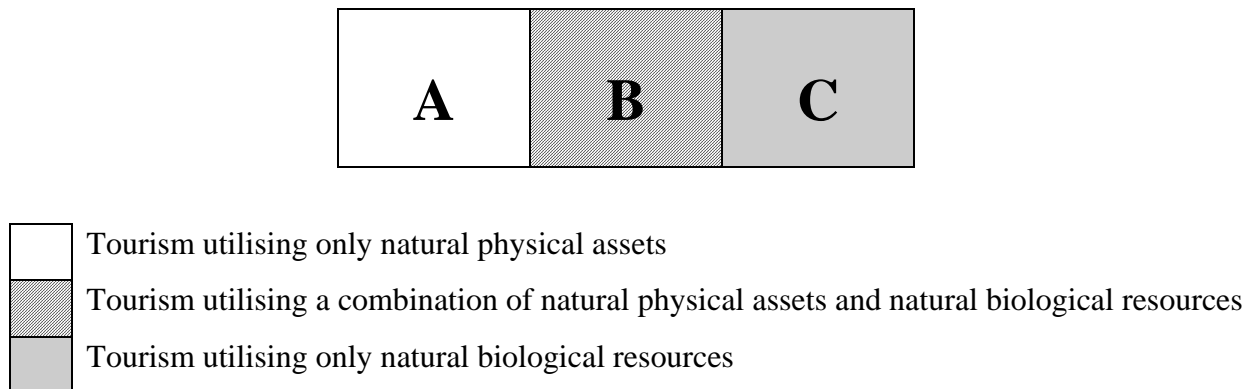 A B C
Tourism utilising only natural physical assets
Tourism utilising a combination of natural physical assets and natural biological resources
Tourism utilising only natural biological resources